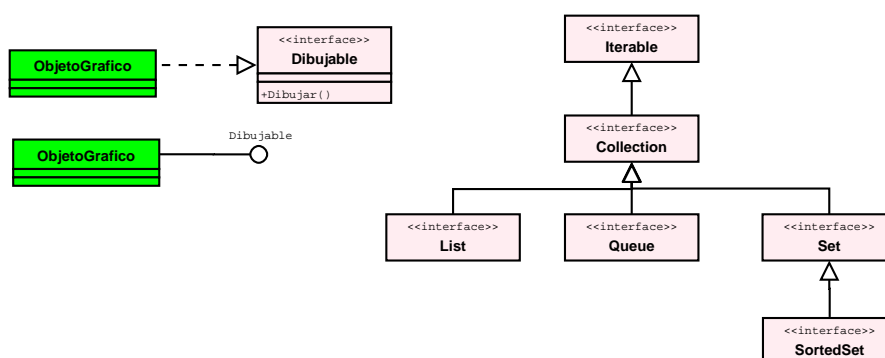 <<interface>>
Dibujable
+Dibujar()
ObjetoGrafico
Dibujable
ObjetoGrafico
<<interface>>
Iterable
<<interface>>
Collection
<<interface>>
List
<<interface>>
Queue
<<interface>>
Set
<<interface>>
SortedSet